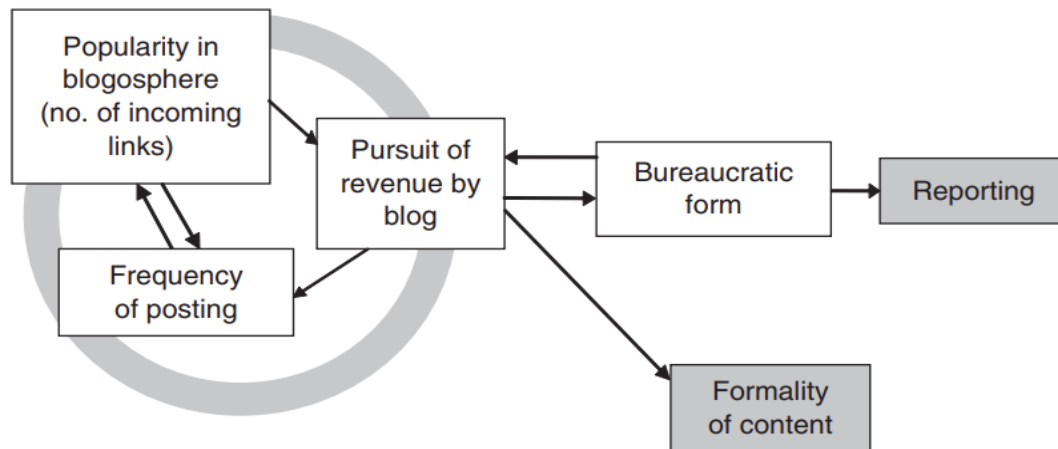 Popularity in
blogosphere
(no. of incoming
links)
Pursuit of
revenue by
blog
Bureaucratic
form
Reporting
Frequency
of posting
Formality
of content